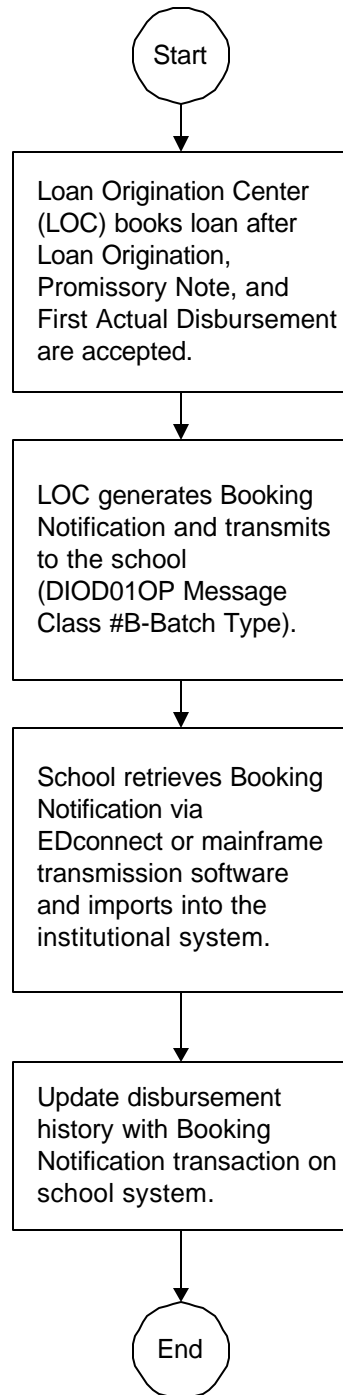 Start
Loan Origination Center
(LOC) books loan after
Loan Origination,
Promissory Note, and
First Actual Disbursement
are accepted.
LOC generates Booking
Notification and transmits
to the school
(DIOD01OP Message
Class #B-Batch Type).
School retrieves Booking
Notification via
EDconnect or mainframe
transmission software
and imports into the
institutional system.
Update disbursement
history with Booking
Notification transaction on
school system.
End